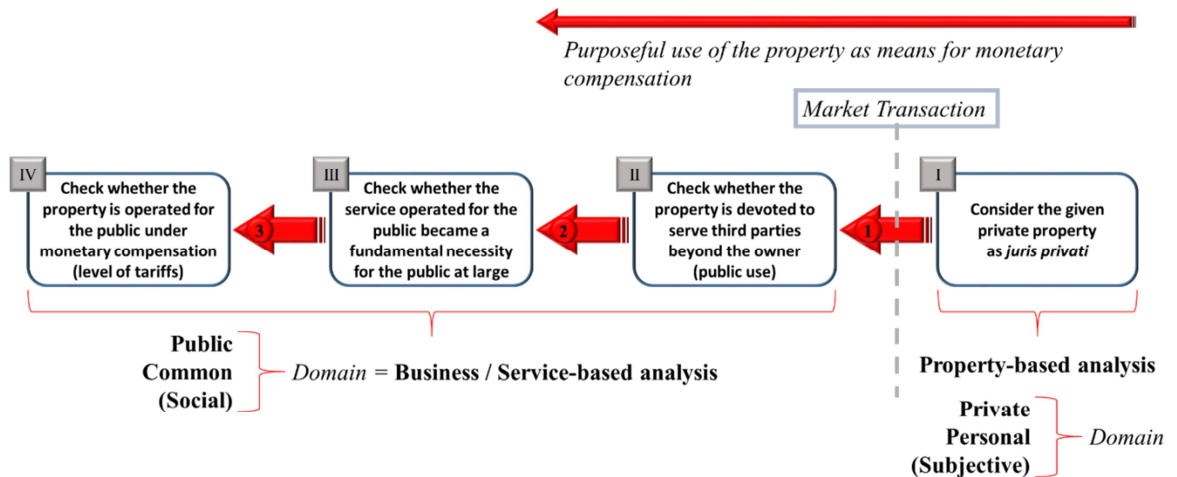 Purposeful use of the property as means for monetary
compensation
Market Transaction
IV
Check whether the
property is operated for
the public under
monetary compensation
(level of tariffs)
3
III
Check whether the
service operated for the
public became a
fundamental necessity
for the public at large
2
II
Check whether the
property is devoted to
serve third parties
beyond the owner
(public use)
1
I
Consider the given
private property
as juris privati
Public
Common
(Social)
Domain = Business / Service-based analysis
Property-based analysis
Private
Personal
(Subjective)
Domain